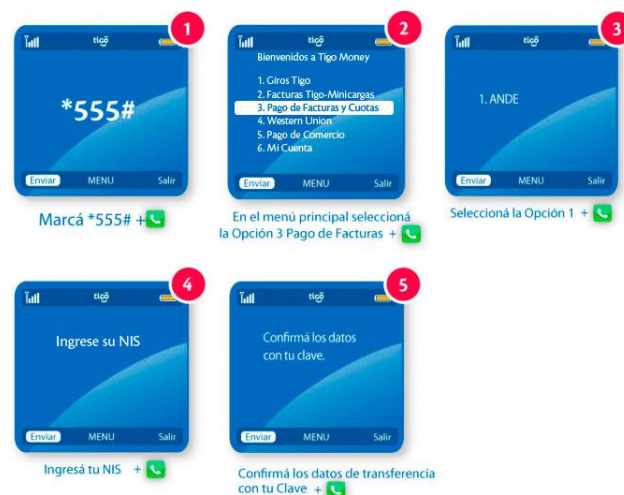 1
tigo
*555#
Enviar MENU Salir
Marcá *555# +
2
tigo
Bienvenidos a Tigo Money
1. Giros Tigo
2. Facturas Tigo-Minicargas
3. Pago de Facturas y Cuotas
4. Western Union
5. Pago de Comercio
6. Mi Cuenta
Enviar MENU Salir
En el menú principal seleccioná
la Opción 3 Pago de Facturas +
3
tigo
1. ANDE
Enviar MENU Salir
Seleccioná la Opción 1 +
4
tigo
Ingrese su NIS
Enviar MENU Salir
Ingresá tu NIS +
5
tigo
Confirmá los datos
con tu clave.
Enviar MENU Salir
Confirmá los datos de transferencia
con tu Clave +